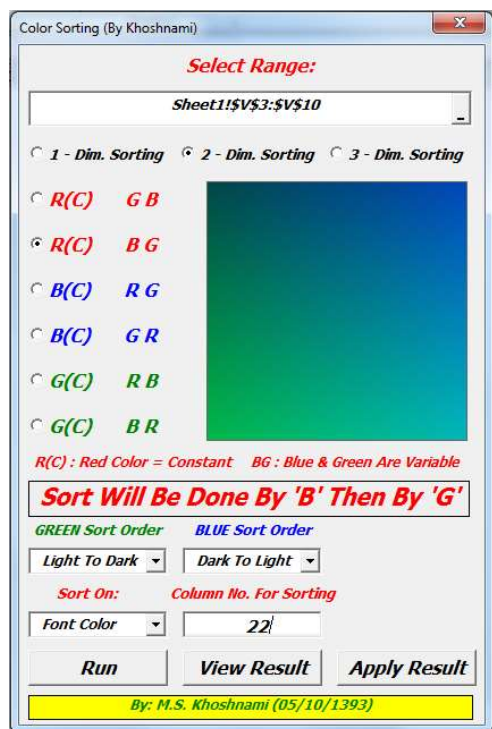 Color Sorting (By Khoshnami)
Select Range:
Sheet1!$V$3:$V$10
1 - Dim. Sorting 2 - Dim. Sorting 3 - Dim. Sorting
R(C) G B
R(C) B G
B(C) R G
B(C) G R
G(C) R B
G(C) B R
R(C) : Red Color = Constant BG : Blue & Green Are Variable
Sort Will Be Done By 'B' Then By 'G'
GREEN Sort Order BLUE Sort Order
Light To Dark Dark To Light
Sort On: Column No. For Sorting
Font Color 22
Run View Result Apply Result
By: M.S. Khoshnami (05/10/1393)